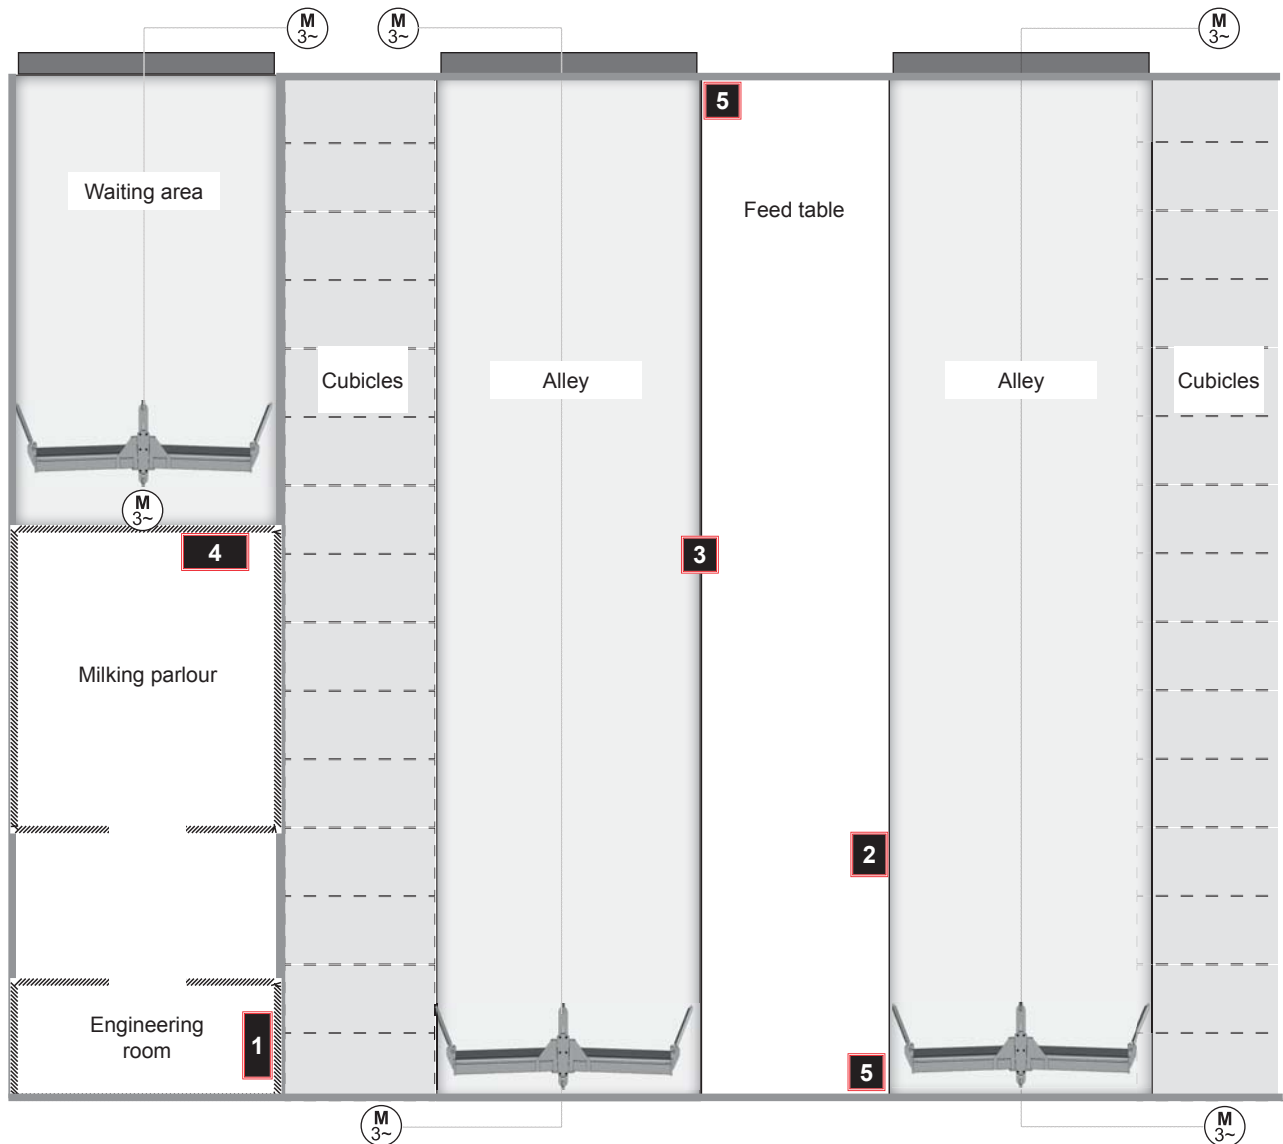 M
3~
M
3~
M
3~
5
Waiting area
Feed table
Cubicles
Alley
Alley
Cubicles
M
3~
4
3
Milking parlour
2
Engineering
room
1
5
M
3~
M
3~